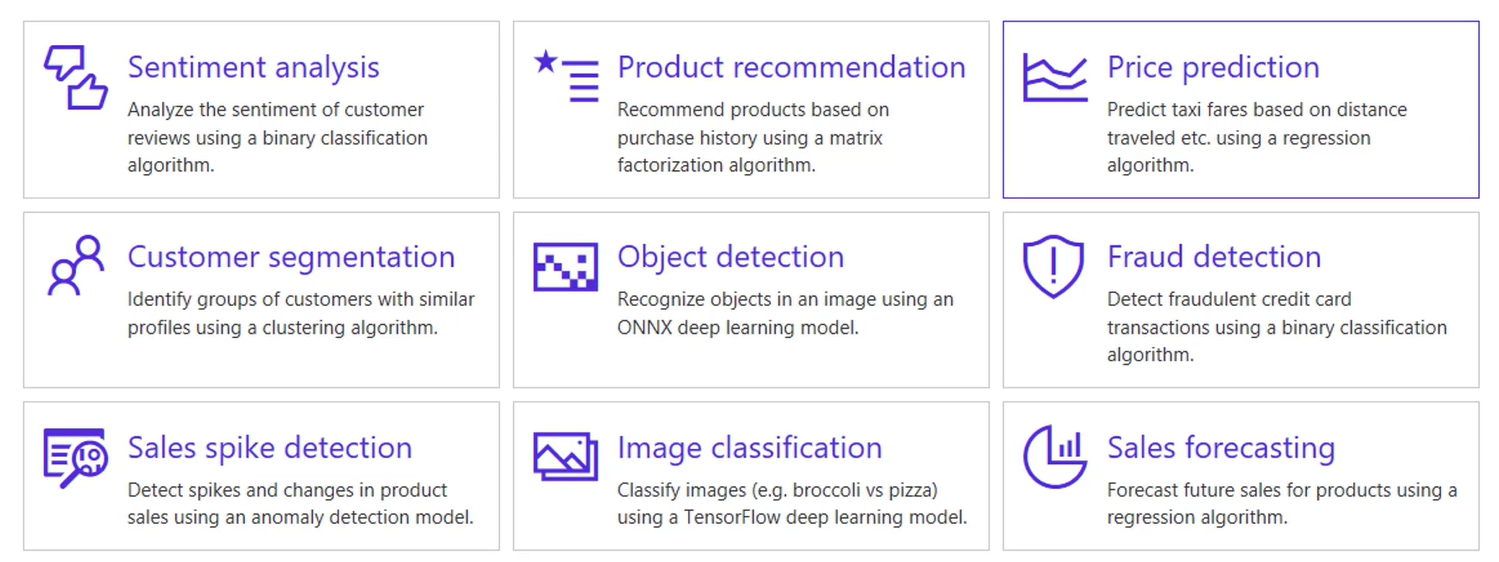 Sentiment analysis
Analyze the sentiment of customer
reviews using a binary classification
algorithm.
Product recommendation
Recommend products based on
purchase history using a matrix
factorization algorithm.
Price prediction
Predict taxi fares based on distance
traveled etc. using a regression
algorithm.
Customer segmentation
Identify groups of customers with similar
profiles using a clustering algorithm.
Object detection
Recognize objects in an image using an
ONNX deep learning model.
Fraud detection
Detect fraudulent credit card
transactions using a binary classification
algorithm.
Sales spike detection
Detect spikes and changes in product
sales using an anomaly detection model.
Image classification
Classify images (e.g. broccoli vs pizza)
using a TensorFlow deep learning model.
Sales forecasting
Forecast future sales for products using a
regression algorithm.